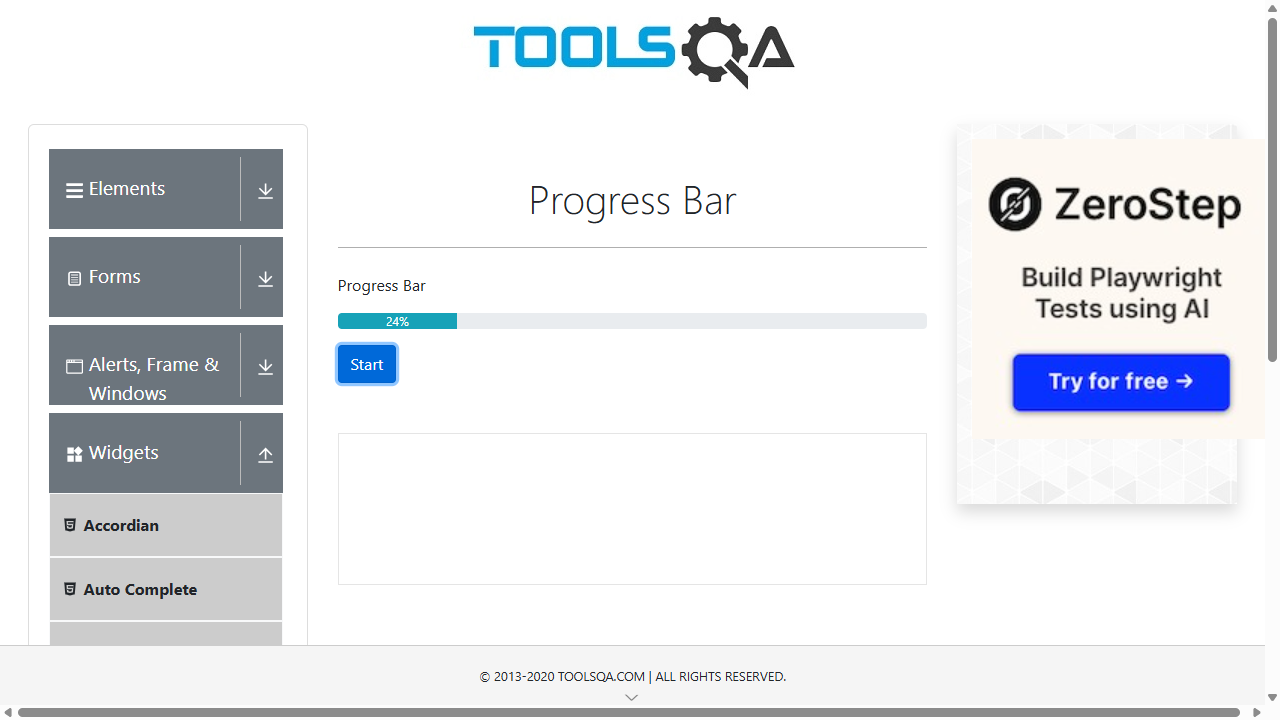 TOOLSQA
Elements
Forms
Alerts, Frame &
Windows
Widgets
Accordian
Auto Complete
Progress Bar
Progress Bar
24%
Start
ZeroStep
Build Playwright
Tests using AI
Try for free →
© 2013-2020 TOOLSQA.COM | ALL RIGHTS RESERVED.